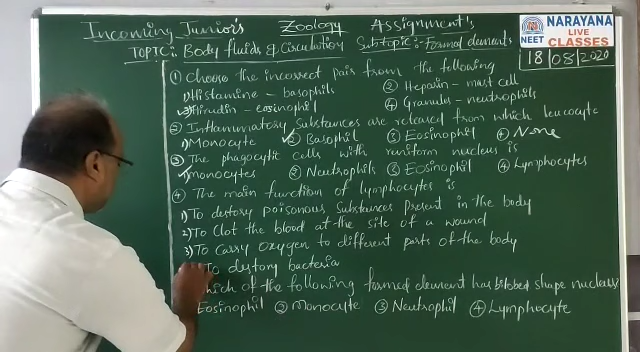 Incoming Junior's Zoology Assignment's
TOPIC: Body fluids & Circulation Subtopic: Formed elements
NARAYANA
NEET LIVE CLASSES
18/08/2020
① Choose the incorrect pair from the following
1) Histamine - basophils ② Heparin - mast cell
3) Hirudin - eosinophil ④ Granules - neutrophils
② Inflammatory Substances are released from which leucocyte
1) Monocyte ② Basophil ③ Eosinophil ④ None
③ The phagocytic cells with reniform nucleus is
monocytes ② Neutrophils ③ Eosinophil ④ Lymphocytes
④ The main function of lymphocytes is
1) To destory poisonous substances present in the body
2) To Clot the blood at the site of a wound
3) To carry oxygen to different parts of the body
To destory bacteria
hich of the following formed element has bilobed shape nucleus
Eosinophil ② Monocyte ③ Neutrophil ④ Lymphocyte